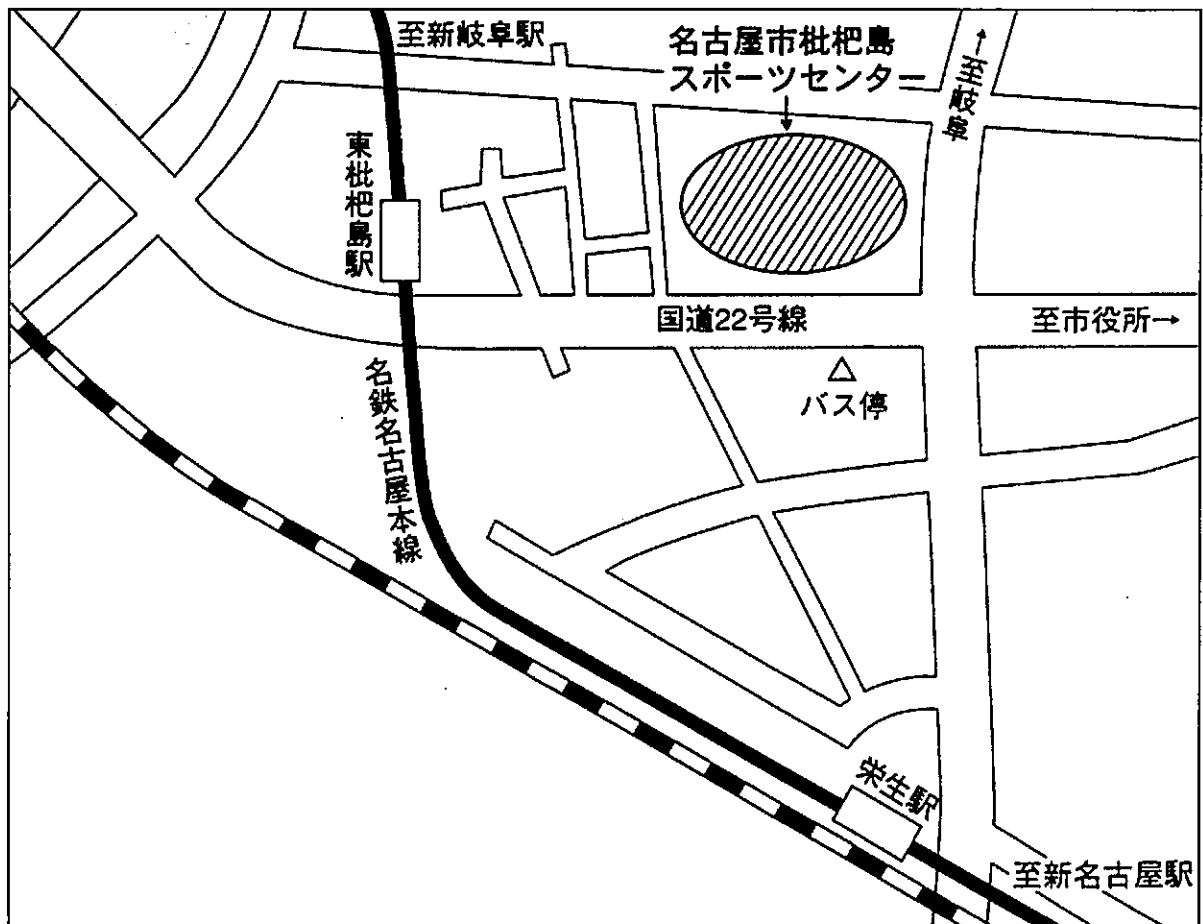 至新岐阜駅
名古屋市枇杷島
スポーツセンター
←至岐阜
東枇杷島駅
国道22号線
至市役所→
バス停
名鉄名古屋本線
栄生駅
至新名古屋駅